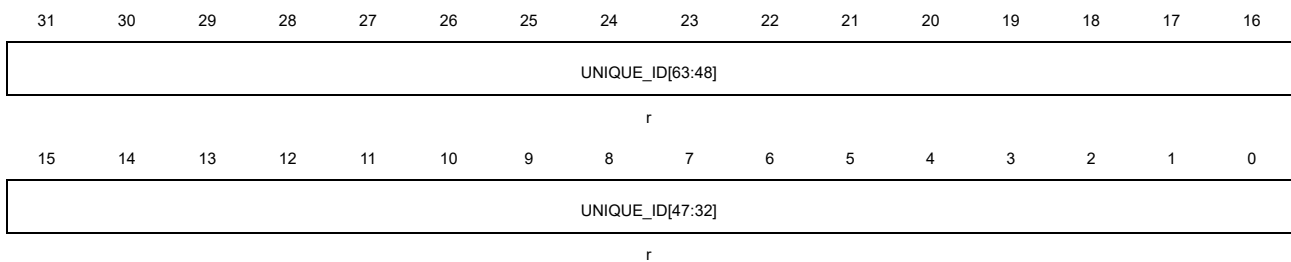 31 30 29 28 27 26 25 24 23 22 21 20 19 18 17 16
UNIQUE_ID[63:48]
r
15 14 13 12 11 10 9 8 7 6 5 4 3 2 1 0
UNIQUE_ID[47:32]
r